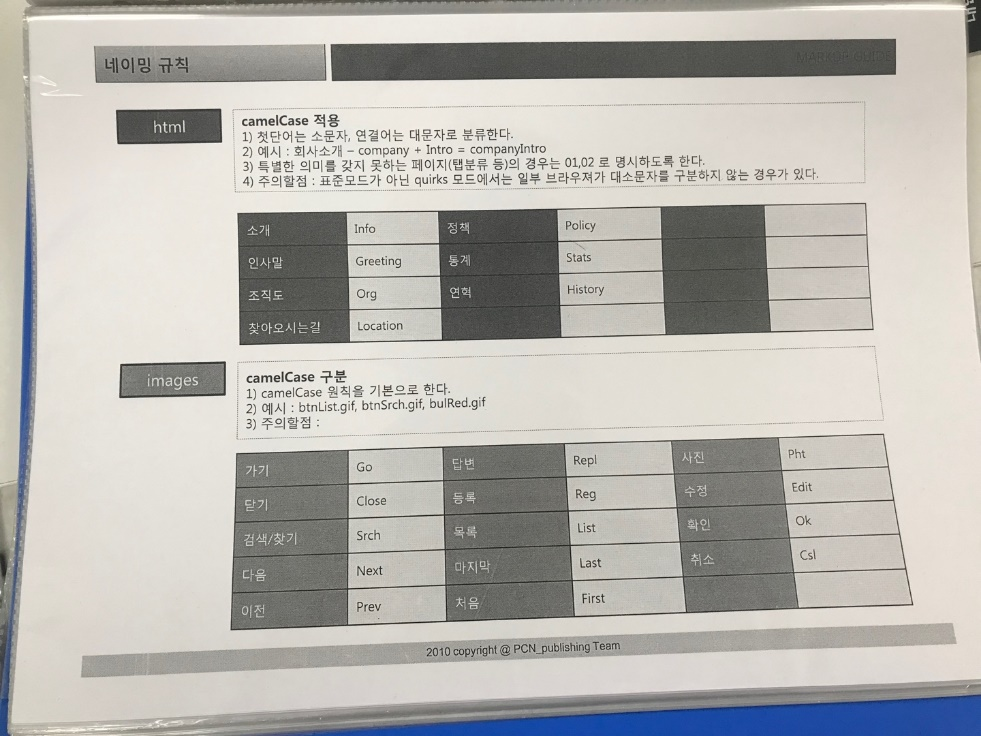 네이밍 규칙
html
camelCase 적용
1) 첫단어는 소문자, 연결어는 대문자로 분류한다.
2) 예시 : 회사소개 – company + Intro = companyIntro
3) 특별한 의미를 갖지 못하는 페이지(탭분류 등)의 경우는 01,02 로 명시하도록 한다.
4) 주의할점 : 표준모드가 아닌 quirks 모드에서는 일부 브라우져가 대소문자를 구분하지 않는 경우가 있다.
소개 Info 정책 Policy
인사말 Greeting 통계 Stats
조직도 Org 연혁 History
찾아오시는길 Location
images
camelCase 구분
1) camelCase 원칙을 기본으로 한다.
2) 예시 : btnList.gif, btnSrch.gif, bulRed.gif
3) 주의할점 :
가기 Go 답변 Repl 사진 Pht
닫기 Close 등록 Reg 수정 Edit
검색/찾기 Srch 목록 List 확인 Ok
다음 Next 마지막 Last 취소 Csl
이전 Prev 처음 First
2010 copyright @ PCN_publishing Team